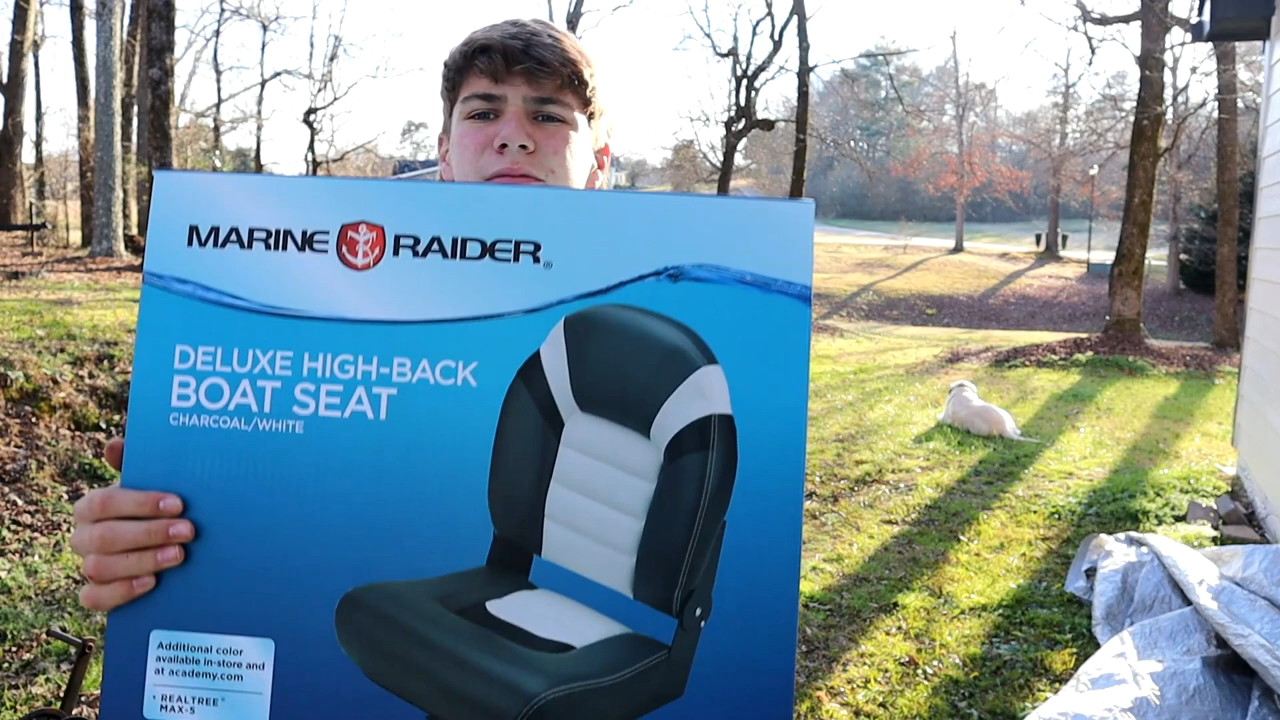 MARINE RAIDER®
DELUXE HIGH-BACK
BOAT SEAT
CHARCOAL/WHITE
Additional color
available in-store and
at academy.com
• REALTREE®
MAX-5